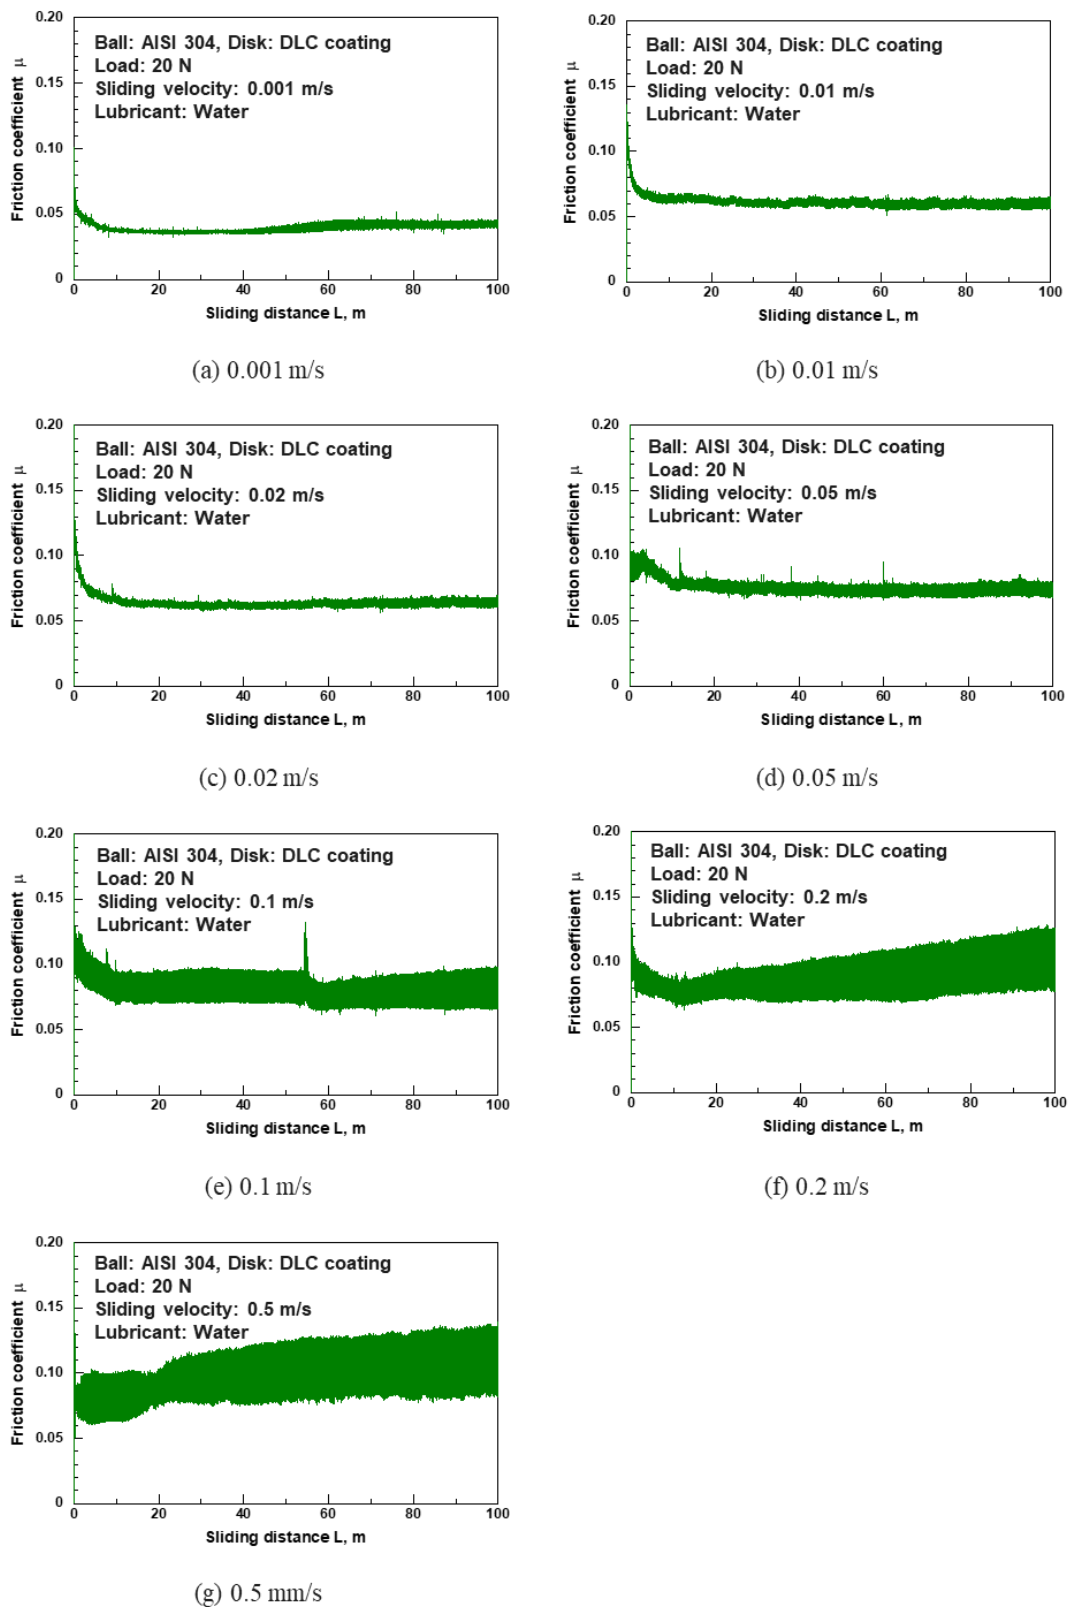 0.20
0.15
0.10
0.05
0
Friction coefficient μ
Ball: AISI 304, Disk: DLC coating
Load: 20 N
Sliding velocity: 0.001 m/s
Lubricant: Water
0 20 40 60 80 100
Sliding distance L, m
(a) 0.001 m/s
0.20
0.15
0.10
0.05
0
Friction coefficient μ
Ball: AISI 304, Disk: DLC coating
Load: 20 N
Sliding velocity: 0.01 m/s
Lubricant: Water
0 20 40 60 80 100
Sliding distance L, m
(b) 0.01 m/s
0.20
0.15
0.10
0.05
0
Friction coefficient μ
Ball: AISI 304, Disk: DLC coating
Load: 20 N
Sliding velocity: 0.02 m/s
Lubricant: Water
0 20 40 60 80 100
Sliding distance L, m
(c) 0.02 m/s
0.20
0.15
0.10
0.05
0
Friction coefficient μ
Ball: AISI 304, Disk: DLC coating
Load: 20 N
Sliding velocity: 0.05 m/s
Lubricant: Water
0 20 40 60 80 100
Sliding distance L, m
(d) 0.05 m/s
0.20
0.15
0.10
0.05
0
Friction coefficient μ
Ball: AISI 304, Disk: DLC coating
Load: 20 N
Sliding velocity: 0.1 m/s
Lubricant: Water
0 20 40 60 80 100
Sliding distance L, m
(e) 0.1 m/s
0.20
0.15
0.10
0.05
0
Friction coefficient μ
Ball: AISI 304, Disk: DLC coating
Load: 20 N
Sliding velocity: 0.2 m/s
Lubricant: Water
0 20 40 60 80 100
Sliding distance L, m
(f) 0.2 m/s
0.20
0.15
0.10
0.05
0
Friction coefficient μ
Ball: AISI 304, Disk: DLC coating
Load: 20 N
Sliding velocity: 0.5 m/s
Lubricant: Water
0 20 40 60 80 100
Sliding distance L, m
(g) 0.5 mm/s